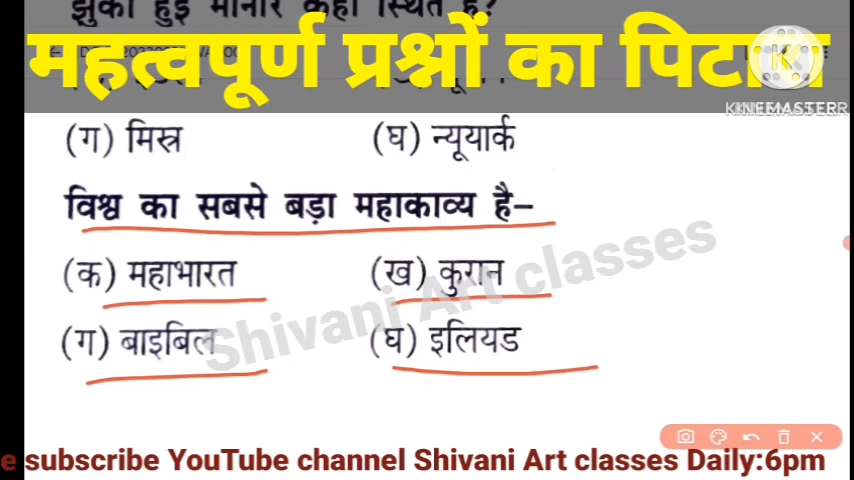 झुकी हुई मीनार कहाँ स्थित है?
महत्वपूर्ण प्रश्नों का पिटारा
KINEMASTER
(ग) मिस्र (घ) न्यूयार्क
विश्व का सबसे बड़ा महाकाव्य है–
(क) महाभारत (ख) कुरान
(ग) बाइबिल (घ) इलियड
Shivani Art classes
e subscribe YouTube channel Shivani Art classes Daily:6pm